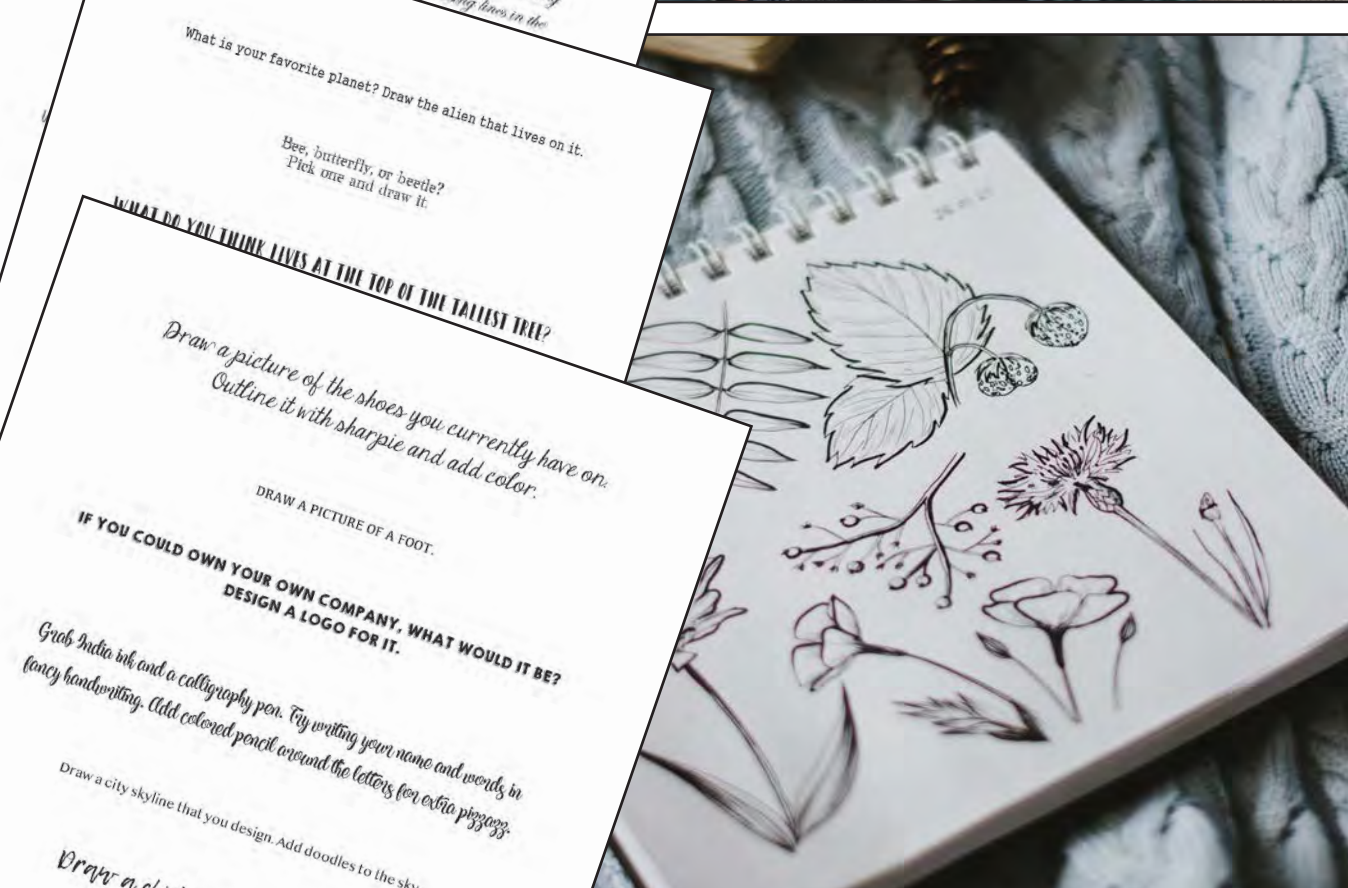 lines in the
What is your favorite planet? Draw the alien that lives on it.
Bee, butterfly, or beetle?
Pick one and draw it.
WHAT DO YOU THINK LIVES AT THE TOP OF THE TALLEST TREE?
Draw a picture of the shoes you currently have on.
Outline it with sharpie and add color.
DRAW A PICTURE OF A FOOT.
IF YOU COULD OWN YOUR OWN COMPANY, WHAT WOULD IT BE?
DESIGN A LOGO FOR IT.
Grab India ink and a calligraphy pen. Try writing your name and words in
fancy handwriting. Add colored pencil around the letters for extra pizzazz.
Draw a city skyline that you design. Add doodles to the sky
Draw a